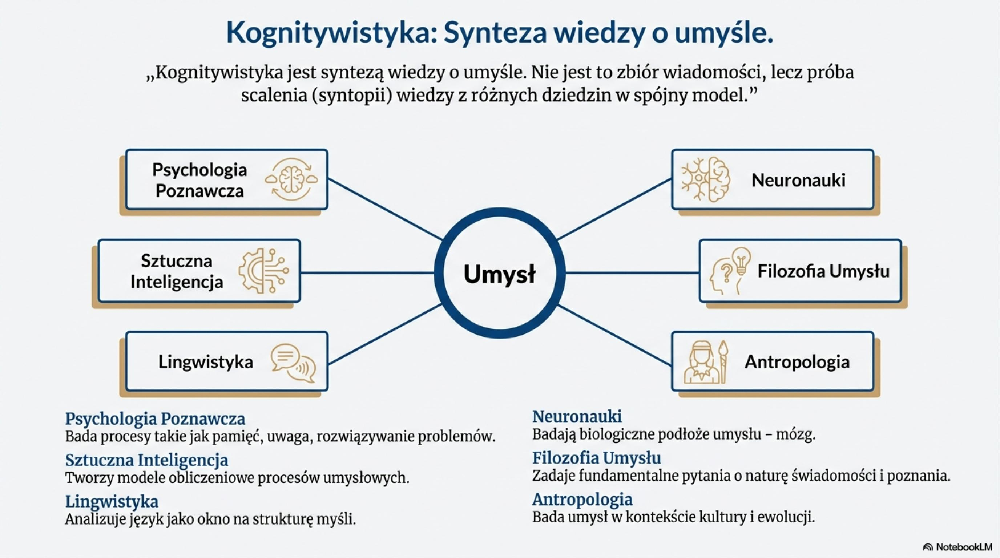 Kognitywistyka: Synteza wiedzy o umyśle.
„Kognitywistyka jest syntezą wiedzy o umyśle. Nie jest to zbiór wiadomości, lecz próba
scalenia (syntopii) wiedzy z różnych dziedzin w spójny model.”
Psychologia
Poznawcza
Sztuczna
Inteligencja
Lingwistyka
Umysł
Neuronauki
Filozofia Umysłu
Antropologia
Psychologia Poznawcza
Bada procesy takie jak pamięć, uwaga, rozwiązywanie problemów.
Sztuczna Inteligencja
Tworzy modele obliczeniowe procesów umysłowych.
Lingwistyka
Analizuje język jako okno na strukturę myśli.
Neuronauki
Badają biologiczne podłoże umysłu – mózg.
Filozofia Umysłu
Zadaje fundamentalne pytania o naturę świadomości i poznania.
Antropologia
Bada umysł w kontekście kultury i ewolucji.
NotebookLM